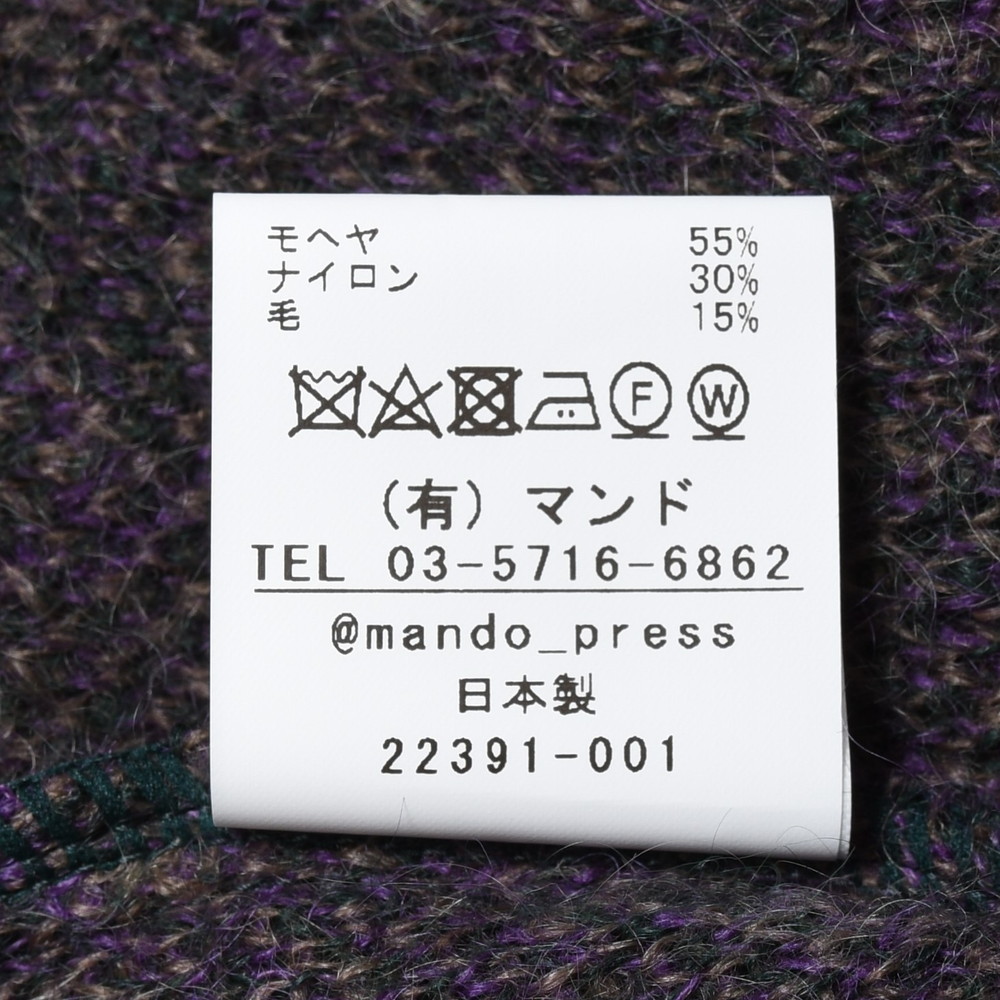 モヘヤ 55%
ナイロン 30%
毛 15%
F W
(有) マンド
TEL 03-5716-6862
@mando_press
日本製
22391-001